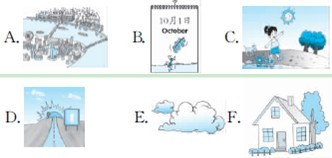 A.
B.
10月1日
October
C.
D.
E.
F.